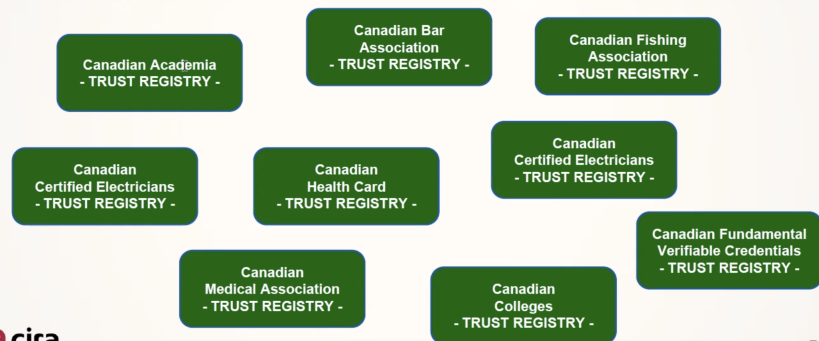 Canadian Academia
- TRUST REGISTRY -
Canadian Bar
Association
- TRUST REGISTRY -
Canadian Fishing
Association
- TRUST REGISTRY -
Canadian
Certified Electricians
- TRUST REGISTRY -
Canadian
Health Card
- TRUST REGISTRY -
Canadian
Certified Electricians
- TRUST REGISTRY -
Canadian Fundamental
Verifiable Credentials
- TRUST REGISTRY -
Canadian
Medical Association
- TRUST REGISTRY -
Canadian
Colleges
- TRUST REGISTRY -
cira